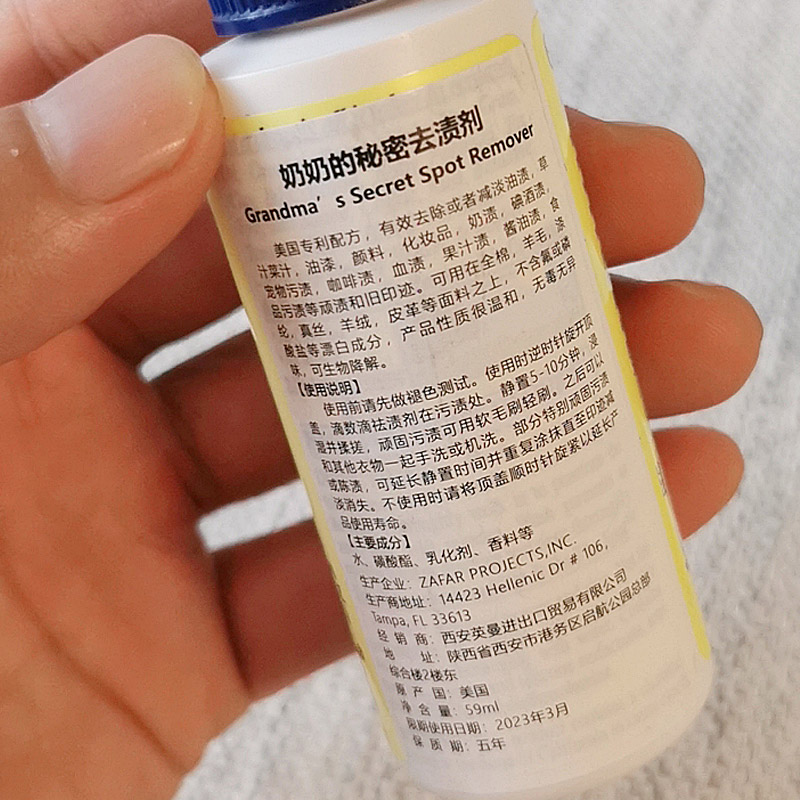 奶奶的秘密去渍剂
Grandma's Secret Spot Remover
美国专利配方，有效去除或者减淡油渍，草
汁菜汁，油漆，颜料，化妆品，奶渍，碘酒渍，
宠物污渍，咖啡渍，血渍，果汁渍，酱油渍，食
品污渍等顽渍和旧印迹。可用在全棉，羊毛，涤
纶，真丝，羊绒，皮革等面料之上，不含氟或磷
酸盐等漂白成分，产品性质很温和，无毒无异
味，可生物降解。
【使用说明】
使用前请先做褪色测试。使用时逆时针旋开顶
盖，滴数滴祛渍剂在污渍处。静置5-10分钟，浸
湿并揉搓，顽固污渍可用软毛刷轻刷。之后可以
和其他衣物一起手洗或机洗。部分特别顽固污渍
或陈渍，可延长静置时间并重复涂抹直至印迹减
淡消失。不使用时请将顶盖顺时针旋紧以延长产
品使用寿命。
【主要成分】
水、磺酸酯、乳化剂、香料等
生产企业：ZAFAR PROJECTS,INC.
生产商地址：14423 Hellenic Dr # 106,
Tampa, FL 33613
经 销 商：西安英曼进出口贸易有限公司
地 址：陕西省西安市港务区启航公园总部
综合楼2楼东
原 产 国：美国
净 含 量：59ml
限期使用日期：2023年3月
保 质 期：五年